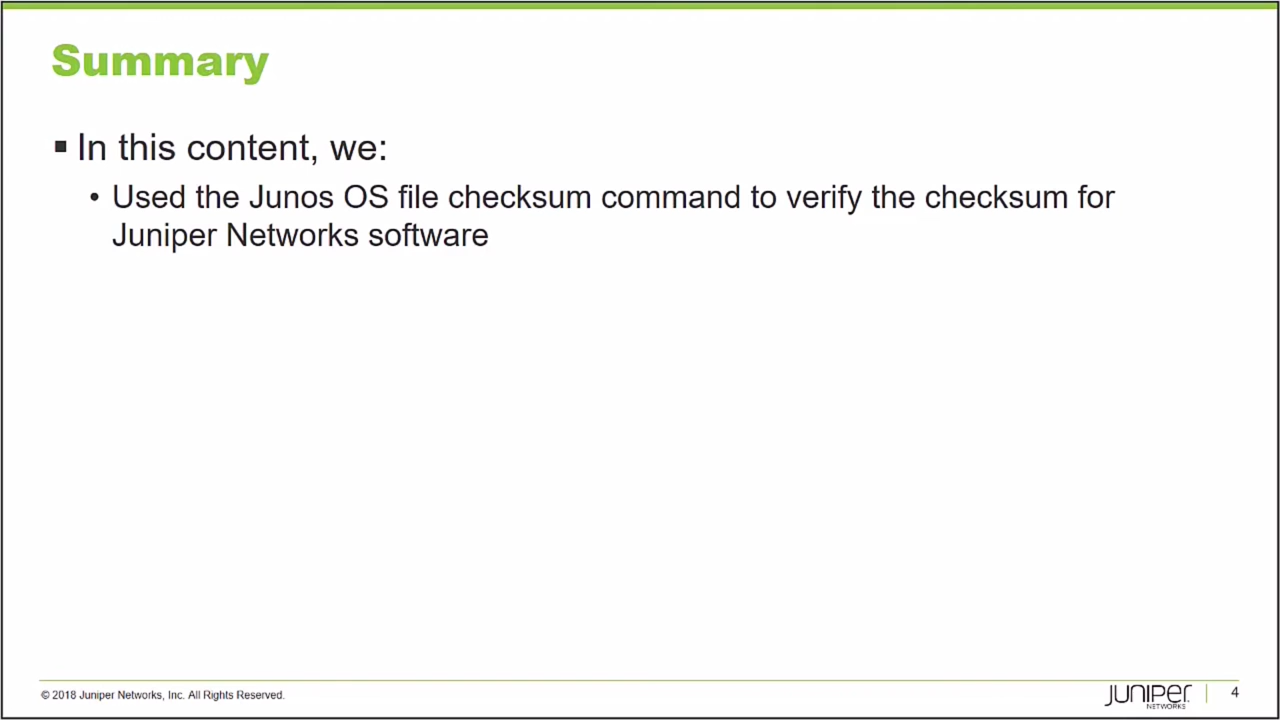 Summary
▪ In this content, we:
• Used the Junos OS file checksum command to verify the checksum for
Juniper Networks software
© 2018 Juniper Networks, Inc. All Rights Reserved.
JUNIPEr
NETWORKS
4